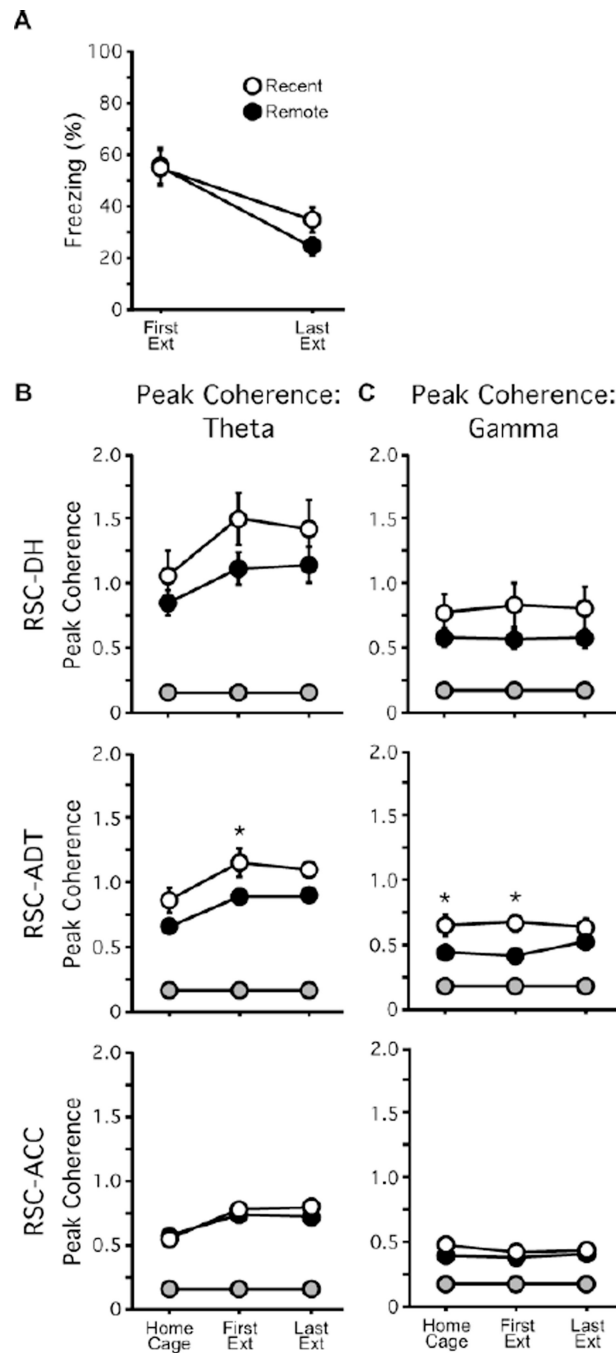 A
100
80
60
40
20
0
Freezing (%)
Recent
Remote
First
Ext
Last
Ext
B
Peak Coherence:
Theta
C
Peak Coherence:
Gamma
RSC-DH
Peak Coherence
2.0
1.5
1.0
0.5
0
2.0
1.5
1.0
0.5
0
RSC-ADT
Peak Coherence
2.0
1.5
1.0
0.5
0
*
2.0
1.5
1.0
0.5
0
*
*
RSC-ACC
Peak Coherence
2.0
1.5
1.0
0.5
0
2.0
1.5
1.0
0.5
0
Home
Cage
First
Ext
Last
Ext
Home
Cage
First
Ext
Last
Ext